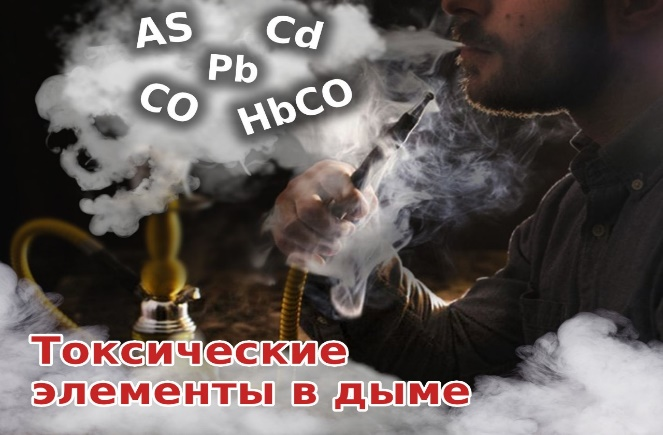 AS Cd
Pb
CO HbCO
Токсические
элементы в дыме